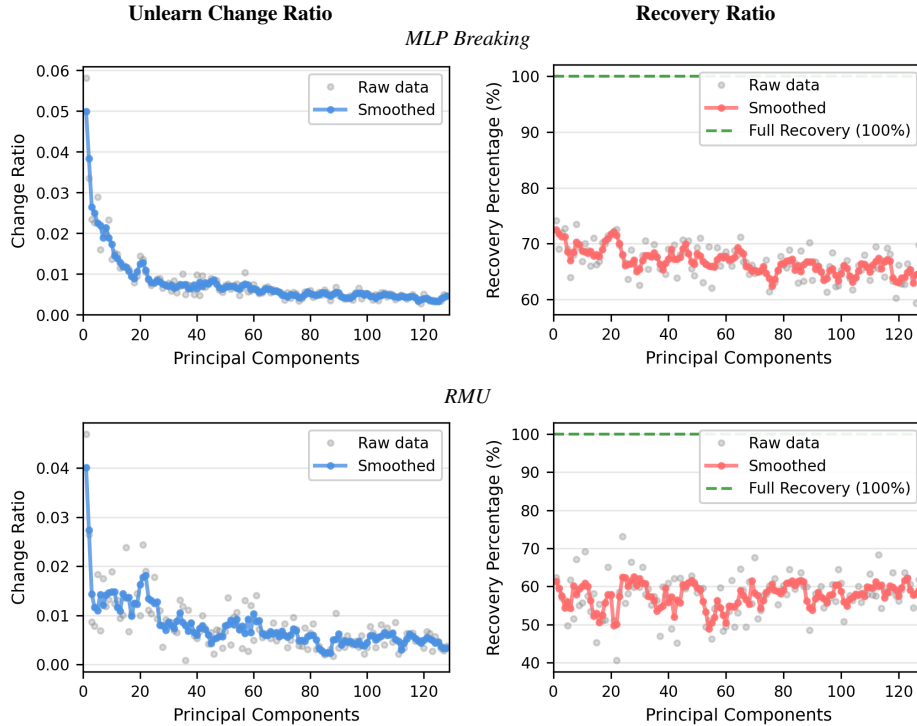 Unlearn Change Ratio
Recovery Ratio
MLP Breaking
0.06
0.05
0.04
0.03
0.02
0.01
0.00
Change Ratio
Raw data
Smoothed
0 20 40 60 80 100 120
Principal Components
100
90
80
70
60
Recovery Percentage (%)
Raw data
Smoothed
Full Recovery (100%)
0 20 40 60 80 100 120
Principal Components
RMU
0.04
0.03
0.02
0.01
0.00
Change Ratio
Raw data
Smoothed
0 20 40 60 80 100 120
Principal Components
100
90
80
70
60
50
40
Recovery Percentage (%)
Raw data
Smoothed
Full Recovery (100%)
0 20 40 60 80 100 120
Principal Components